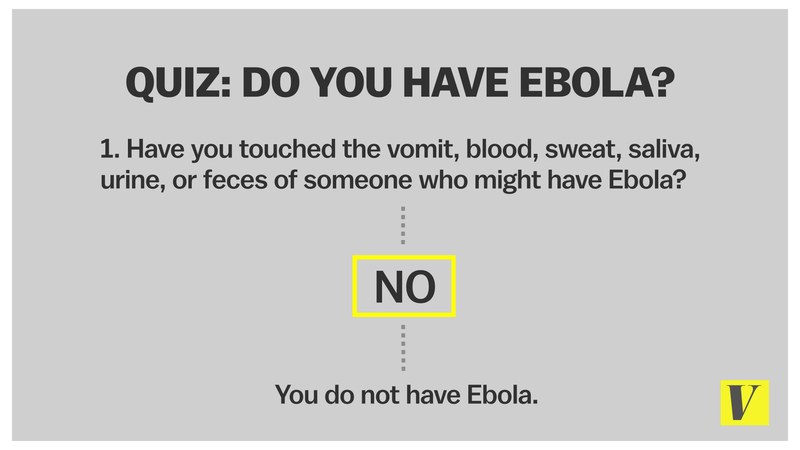 QUIZ: DO YOU HAVE EBOLA?
1. Have you touched the vomit, blood, sweat, saliva,
urine, or feces of someone who might have Ebola?
NO
You do not have Ebola.
V